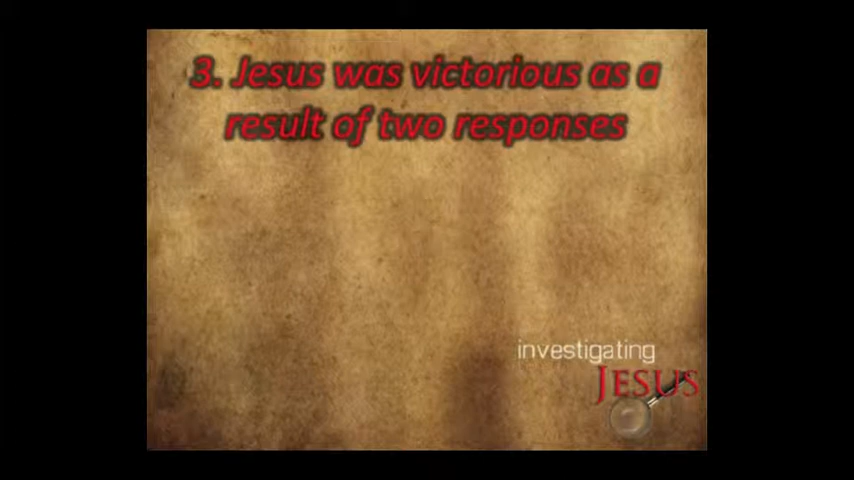 3. Jesus was victorious as a
result of two responses
investigating
JESUS